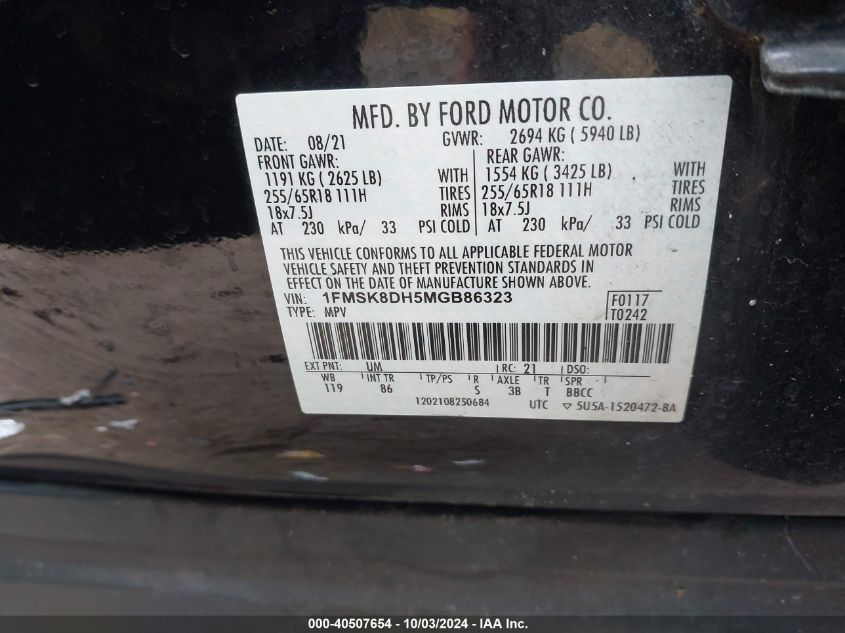 MFD. BY FORD MOTOR CO.
DATE: 08/21 GVWR: 2694 KG ( 5940 LB)
FRONT GAWR: REAR GAWR:
1191 KG ( 2625 LB) WITH 1554 KG ( 3425 LB) WITH
255/65R18 111H TIRES 255/65R18 111H TIRES
18x7.5J RIMS 18x7.5J RIMS
AT 230 kPa/ 33 PSI COLD AT 230 kPa/ 33 PSI COLD
THIS VEHICLE CONFORMS TO ALL APPLICABLE FEDERAL MOTOR
VEHICLE SAFETY AND THEFT PREVENTION STANDARDS IN
EFFECT ON THE DATE OF MANUFACTURE SHOWN ABOVE.
VIN: 1FMSK8DH5MGB86323 F0117
TYPE: MPV T0242
EXT PNT: UM RC: 21 DSO:
WB INT TR TP/PS R AXLE TR SPR
119 86 S 3B T BBCC
1202108250684 UTC ▽ 5U5A-1520472-BA
000-40507654 - 10/03/2024 - IAA Inc.